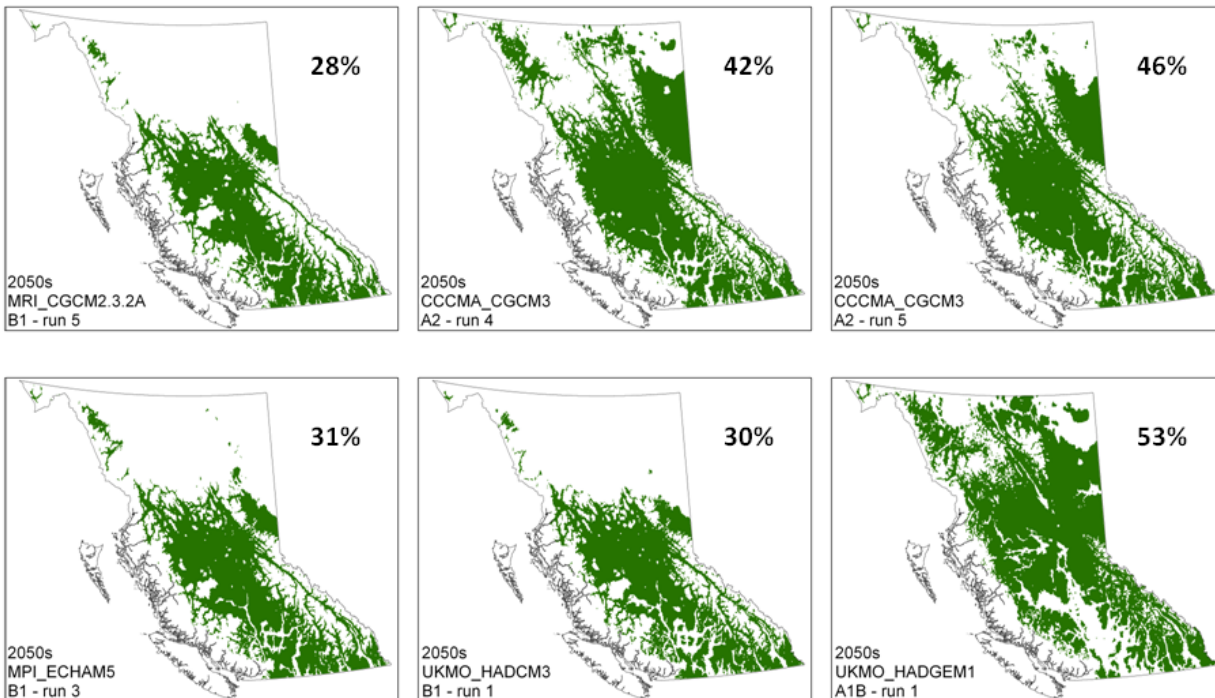 28%
2050s
MRI_CGCM2.3.2A
B1 - run 5
42%
2050s
CCCMA_CGCM3
A2 - run 4
46%
2050s
CCCMA_CGCM3
A2 - run 5
31%
2050s
MPI_ECHAM5
B1 - run 3
30%
2050s
UKMO_HADCM3
B1 - run 1
53%
2050s
UKMO_HADGEM1
A1B - run 1